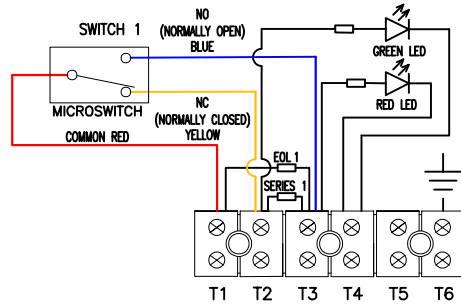 SWITCH 1
NO
(NORMALLY OPEN)
BLUE
GREEN LED
RED LED
MICROSWITCH
NC
(NORMALLY CLOSED)
YELLOW
COMMON RED
EOL 1
SERIES 1
T1 T2 T3 T4 T5 T6